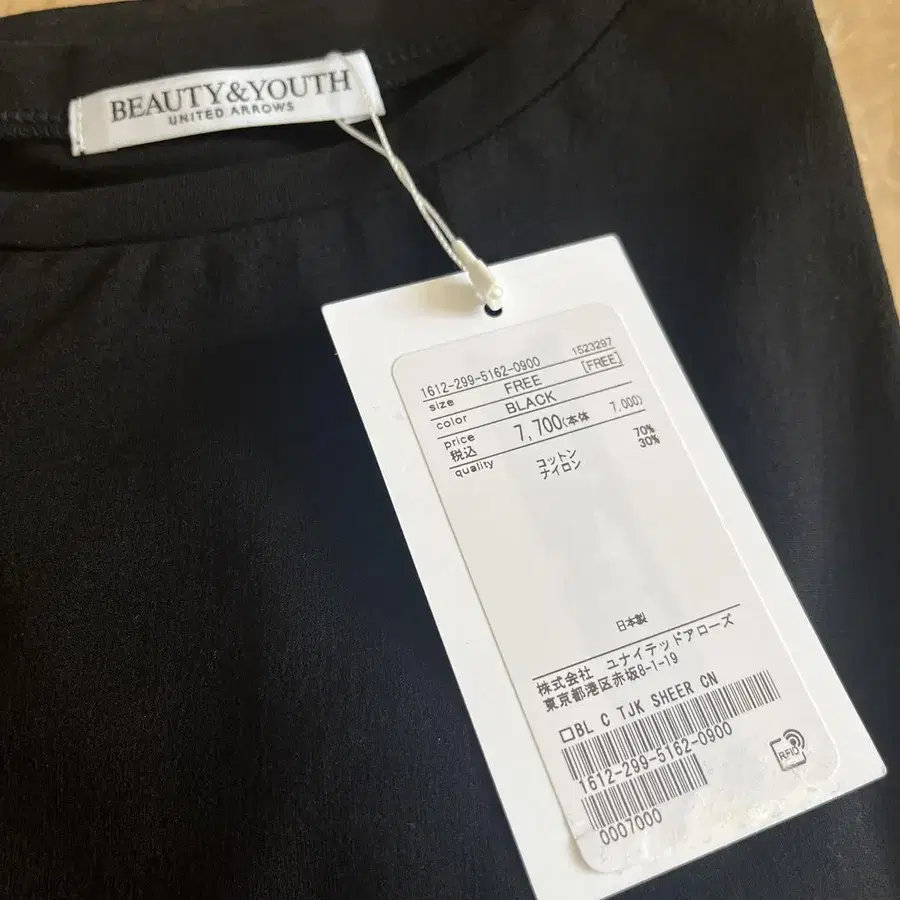 BEAUTY&YOUTH
UNITED ARROWS
1612-299-5162-0900 1523297
size FREE [FREE]
color BLACK
price 7,700(本体 7,000)
税込
quality コットン 70%
ナイロン 30%
日本製
株式会社 ユナイテッドアローズ
東京都港区赤坂8-1-19
□BL C TJK SHEER CN
1612-299-5162-0900
0007000
RFID